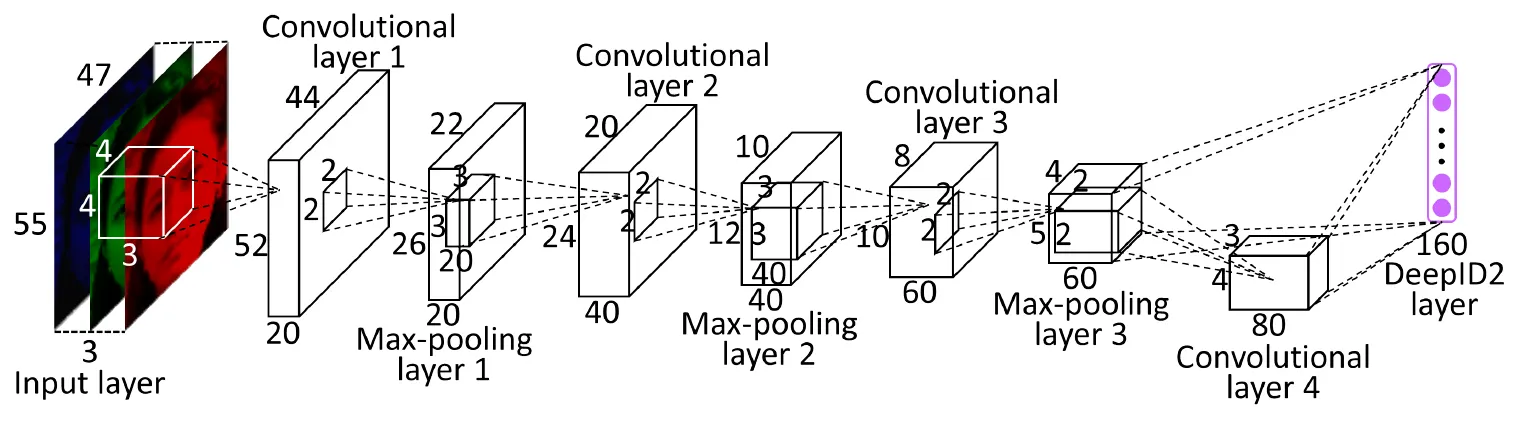 47
4
4
3
55
3
Input layer
Convolutional
layer 1
44
2
2
52
20
22
3
3
20
26
20
Max-pooling
layer 1
Convolutional
layer 2
20
2
2
24
40
10
3
3
40
12
40
Max-pooling
layer 2
Convolutional
layer 3
8
2
2
10
60
4
2
2
5
60
Max-pooling
layer 3
3
4
80
Convolutional
layer 4
160
DeepID2
layer